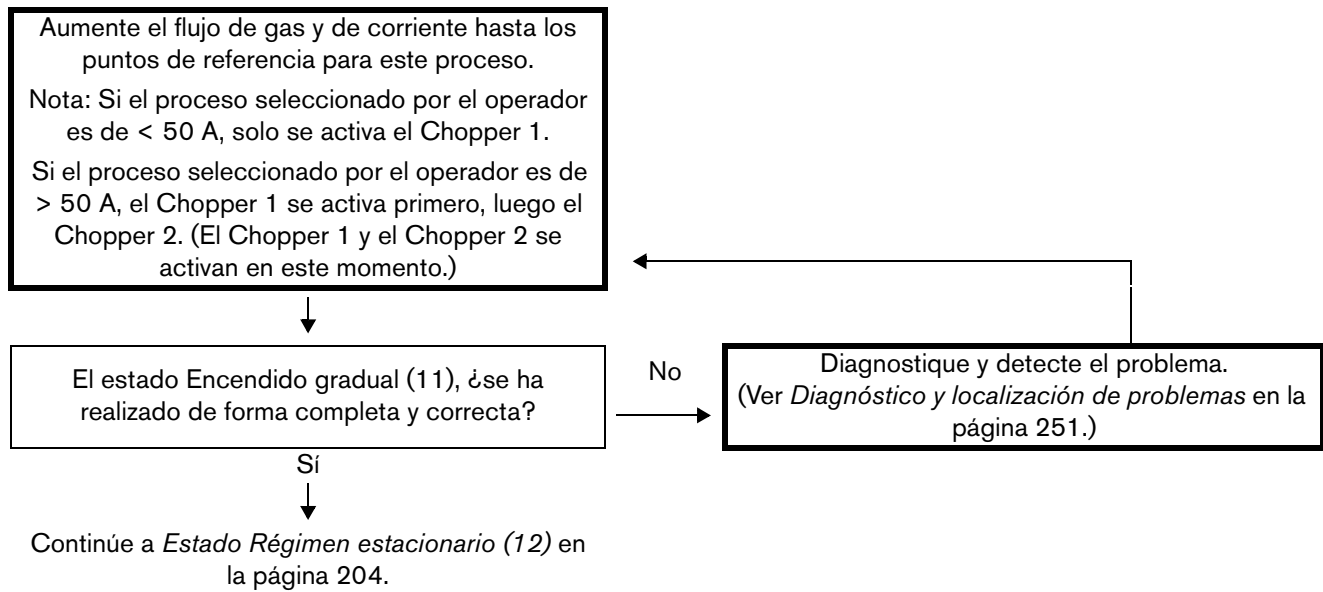 Aumente el flujo de gas y de corriente hasta los
puntos de referencia para este proceso.
Nota: Si el proceso seleccionado por el operador
es de < 50 A, solo se activa el Chopper 1.
Si el proceso seleccionado por el operador es de
> 50 A, el Chopper 1 se activa primero, luego el
Chopper 2. (El Chopper 1 y el Chopper 2 se
activan en este momento.)
El estado Encendido gradual (11), ¿se ha
realizado de forma completa y correcta?
No
Diagnostique y detecte el problema.
(Ver Diagnóstico y localización de problemas en la
página 251.)
Sí
Continúe a Estado Régimen estacionario (12) en
la página 204.